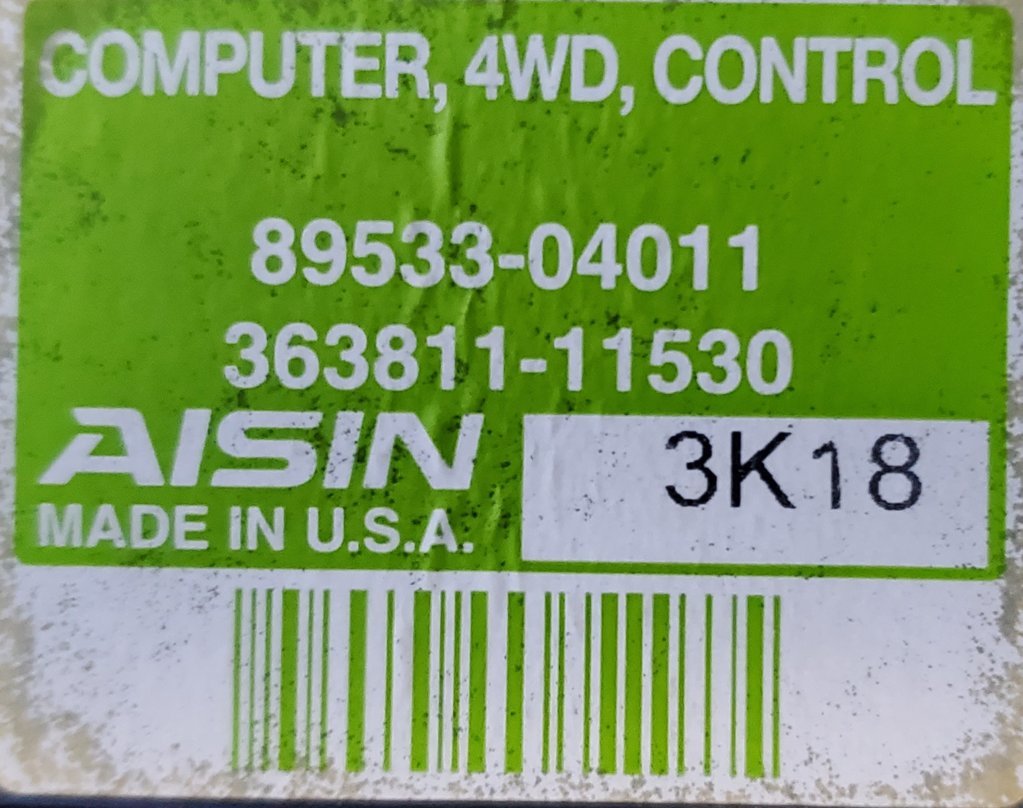 COMPUTER, 4WD, CONTROL
89533-04011
363811-11530
AISIN
3K18
MADE IN U.S.A.